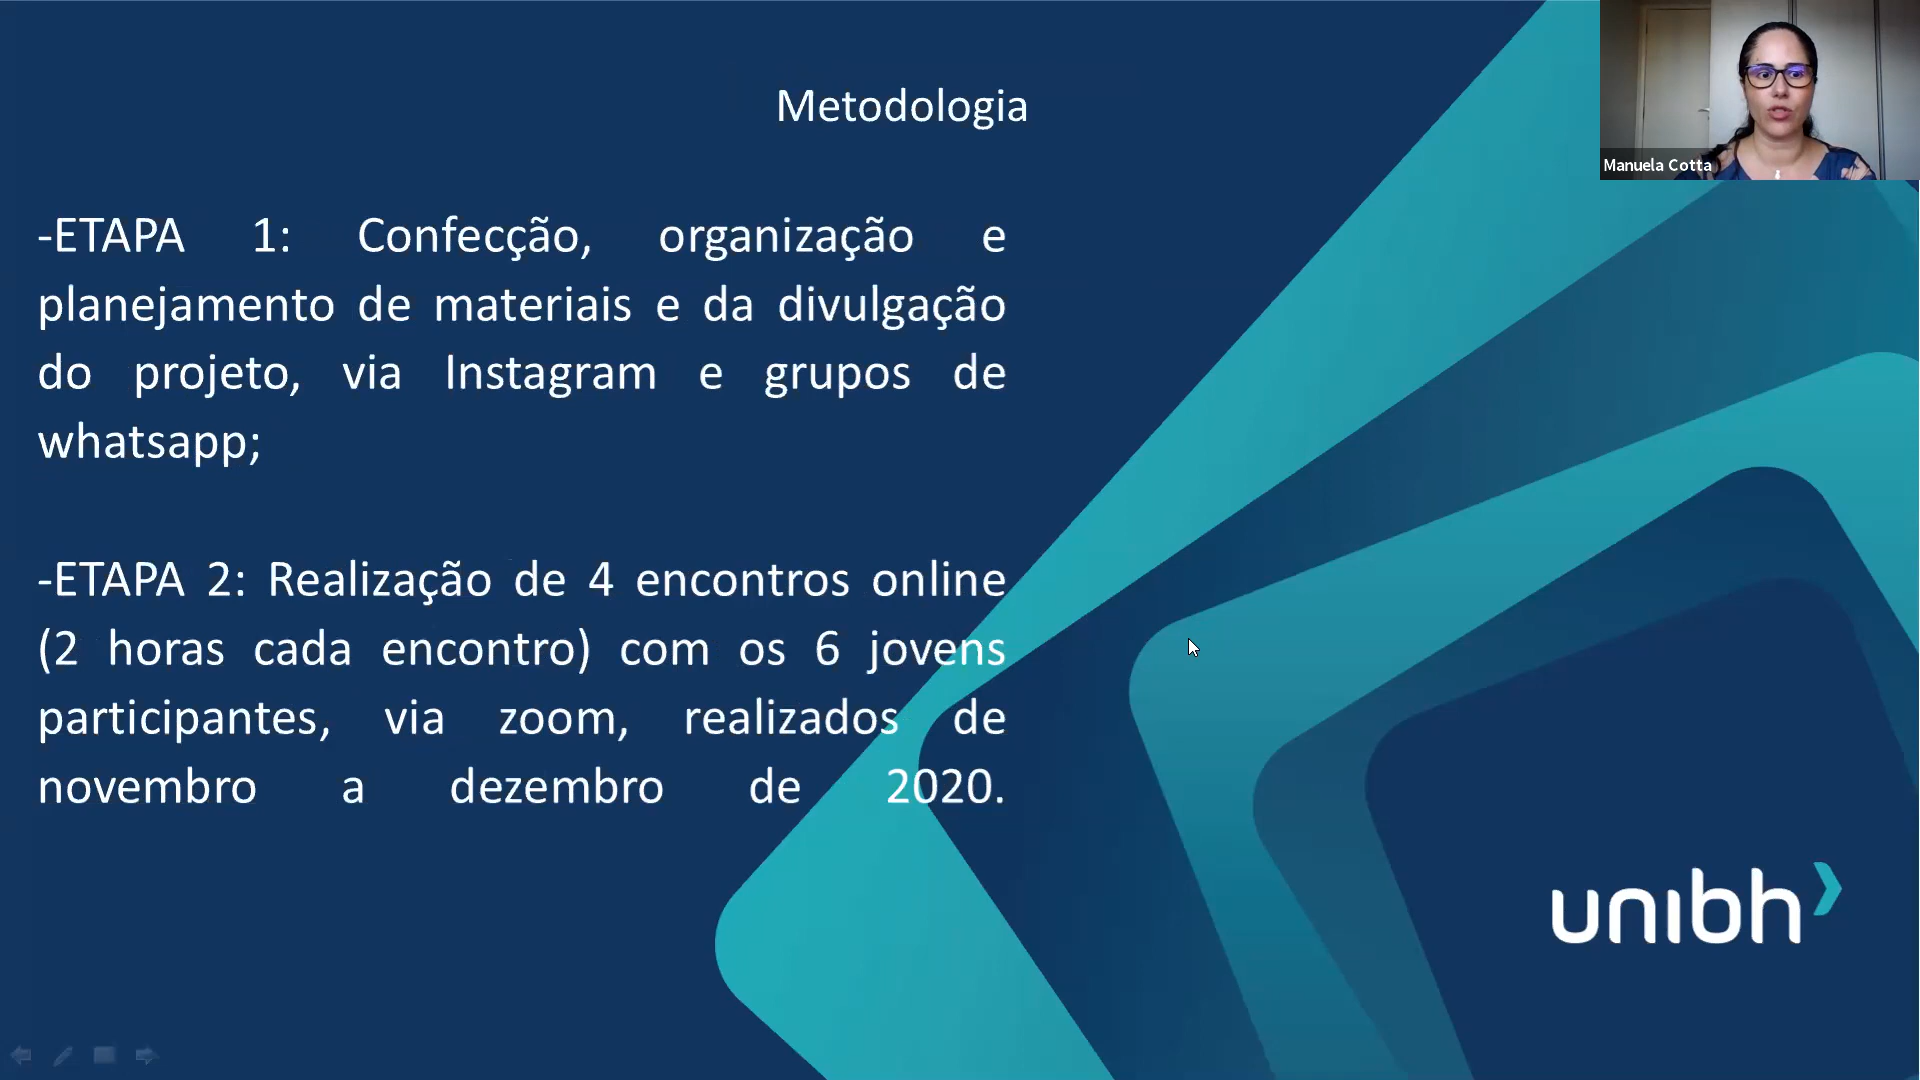 Metodologia
Manuela Cotta
-ETAPA 1: Confecção, organização e
planejamento de materiais e da divulgação
do projeto, via Instagram e grupos de
whatsapp;
-ETAPA 2: Realização de 4 encontros online
(2 horas cada encontro) com os 6 jovens
participantes, via zoom, realizados de
novembro a dezembro de 2020.
unibh